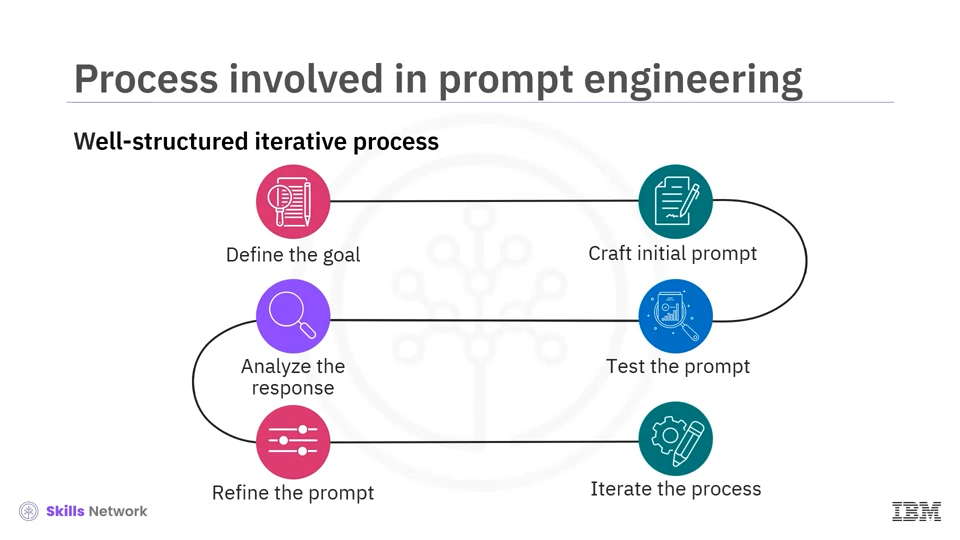 Process involved in prompt engineering
Well-structured iterative process
Define the goal
Craft initial prompt
Test the prompt
Analyze the
response
Refine the prompt
Iterate the process
Skills Network
IBM